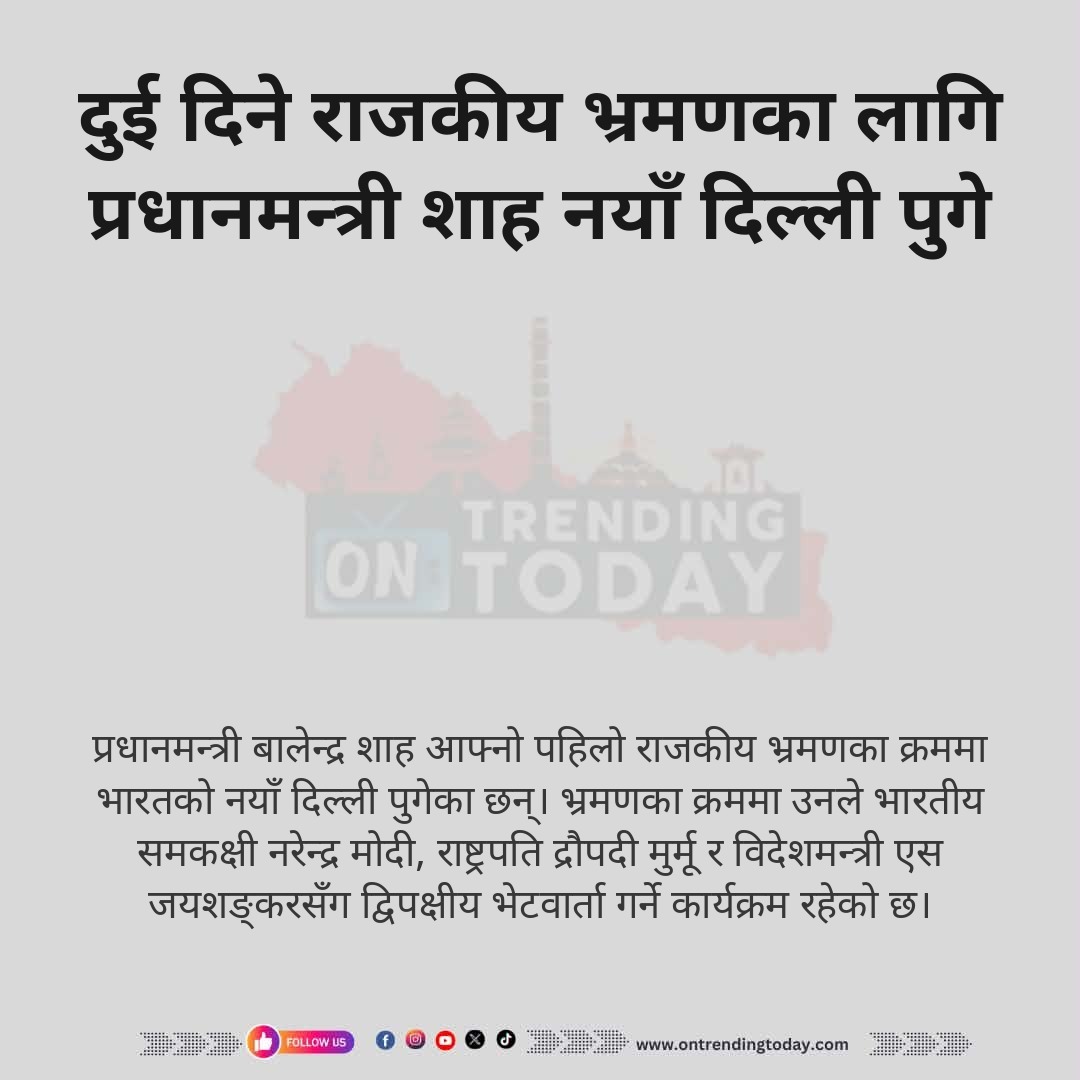 दुई दिने राजकीय भ्रमणका लागि
प्रधानमन्त्री शाह नयाँ दिल्ली पुगे
TRENDING
ON TODAY
प्रधानमन्त्री बालेन्द्र शाह आफ्नो पहिलो राजकीय भ्रमणका क्रममा
भारतको नयाँ दिल्ली पुगेका छन्। भ्रमणका क्रममा उनले भारतीय
समकक्षी नरेन्द्र मोदी, राष्ट्रपति द्रौपदी मुर्मू र विदेशमन्त्री एस
जयशङ्करसँग द्विपक्षीय भेटवार्ता गर्ने कार्यक्रम रहेको छ।
FOLLOW US www.ontrendingtoday.com